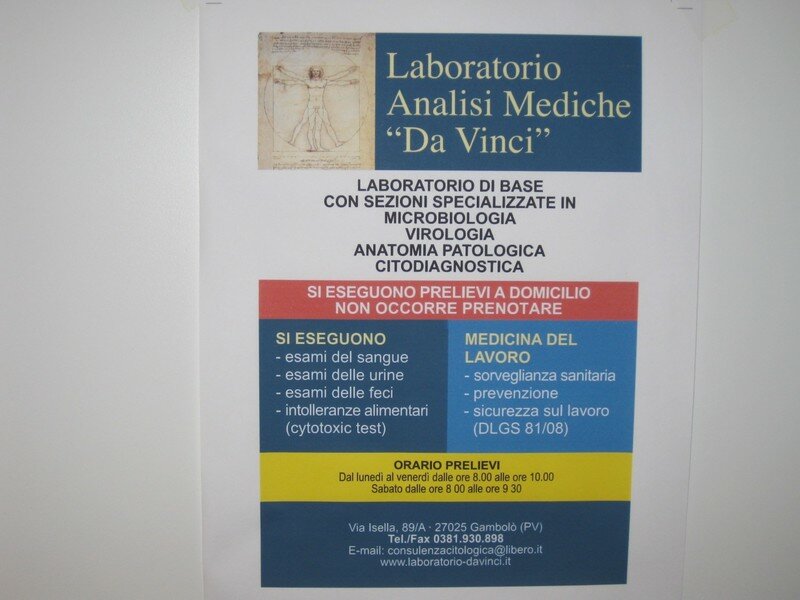 Laboratorio
Analisi Mediche
“Da Vinci”
LABORATORIO DI BASE
CON SEZIONI SPECIALIZZATE IN
MICROBIOLOGIA
VIROLOGIA
ANATOMIA PATOLOGICA
CITODIAGNOSTICA
SI ESEGUONO PRELIEVI A DOMICILIO
NON OCCORRE PRENOTARE
SI ESEGUONO
- esami del sangue
- esami delle urine
- esami delle feci
- intolleranze alimentari
(cytotoxic test)
MEDICINA DEL
LAVORO
- sorveglianza sanitaria
- prevenzione
- sicurezza sul lavoro
(DLGS 81/08)
ORARIO PRELIEVI
Dal lunedì al venerdì dalle ore 8.00 alle ore 10.00
Sabato dalle ore 8 00 alle ore 9 30
Via Isella, 89/A · 27025 Gambolò (PV)
Tel./Fax 0381.930.898
E-mail: consulenzacitologica@libero.it
www.laboratorio-davinci.it